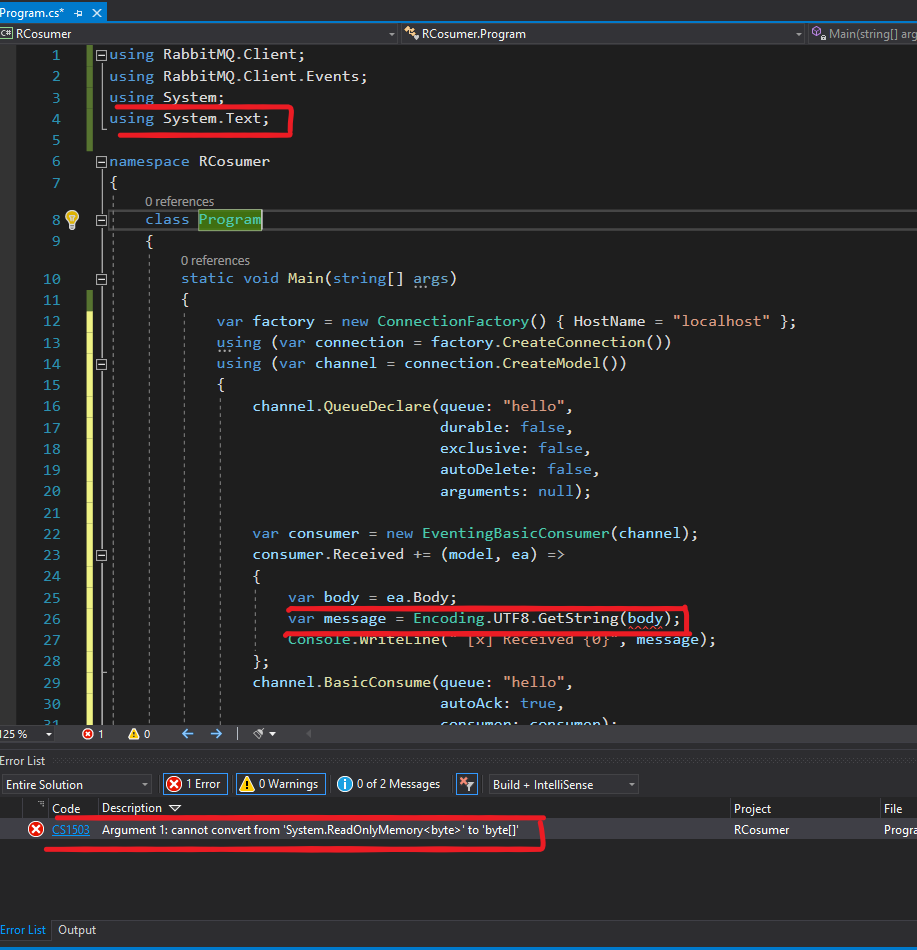 Program.cs*
C# RCosumer
RCosumer.Program
Main(string[] arg
1 using RabbitMQ.Client;
2 using RabbitMQ.Client.Events;
3 using System;
4 using System.Text;
5
6 namespace RCosumer
7 {
0 references
8 class Program
9 {
0 references
10 static void Main(string[] args)
11 {
12 var factory = new ConnectionFactory() { HostName = "localhost" };
13 using (var connection = factory.CreateConnection())
14 using (var channel = connection.CreateModel())
15 {
16 channel.QueueDeclare(queue: "hello",
17 durable: false,
18 exclusive: false,
19 autoDelete: false,
20 arguments: null);
21
22 var consumer = new EventingBasicConsumer(channel);
23 consumer.Received += (model, ea) =>
24 {
25 var body = ea.Body;
26 var message = Encoding.UTF8.GetString(body);
27 Console.WriteLine(" [x] Received {0}", message);
28 };
29 channel.BasicConsume(queue: "hello",
30 autoAck: true,
31 consumer: consumer);
125 % 1 0
Error List
Entire Solution 1 Error 0 Warnings 0 of 2 Messages Build + IntelliSense
Code Description Project File
CS1503 Argument 1: cannot convert from 'System.ReadOnlyMemory<byte>' to 'byte[]' RCosumer Progra
Error List Output